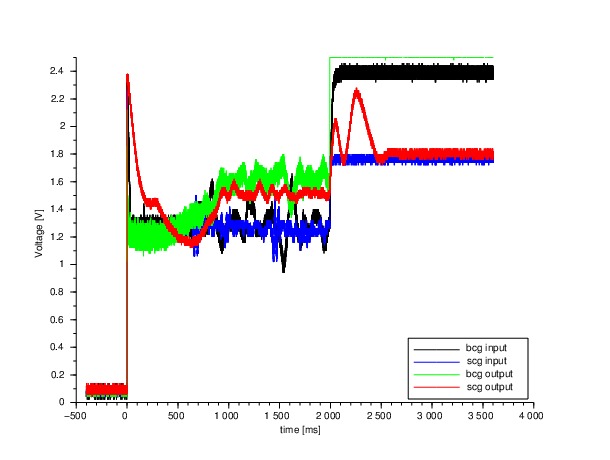 2.4
2.2
2
1.8
1.6
1.4
1.2
1
0.8
0.6
0.4
0.2
0
Voltage [V]
−500 0 500 1 000 1 500 2 000 2 500 3 000 3 500 4 000
time [ms]
bcg input
scg input
bcg output
scg output